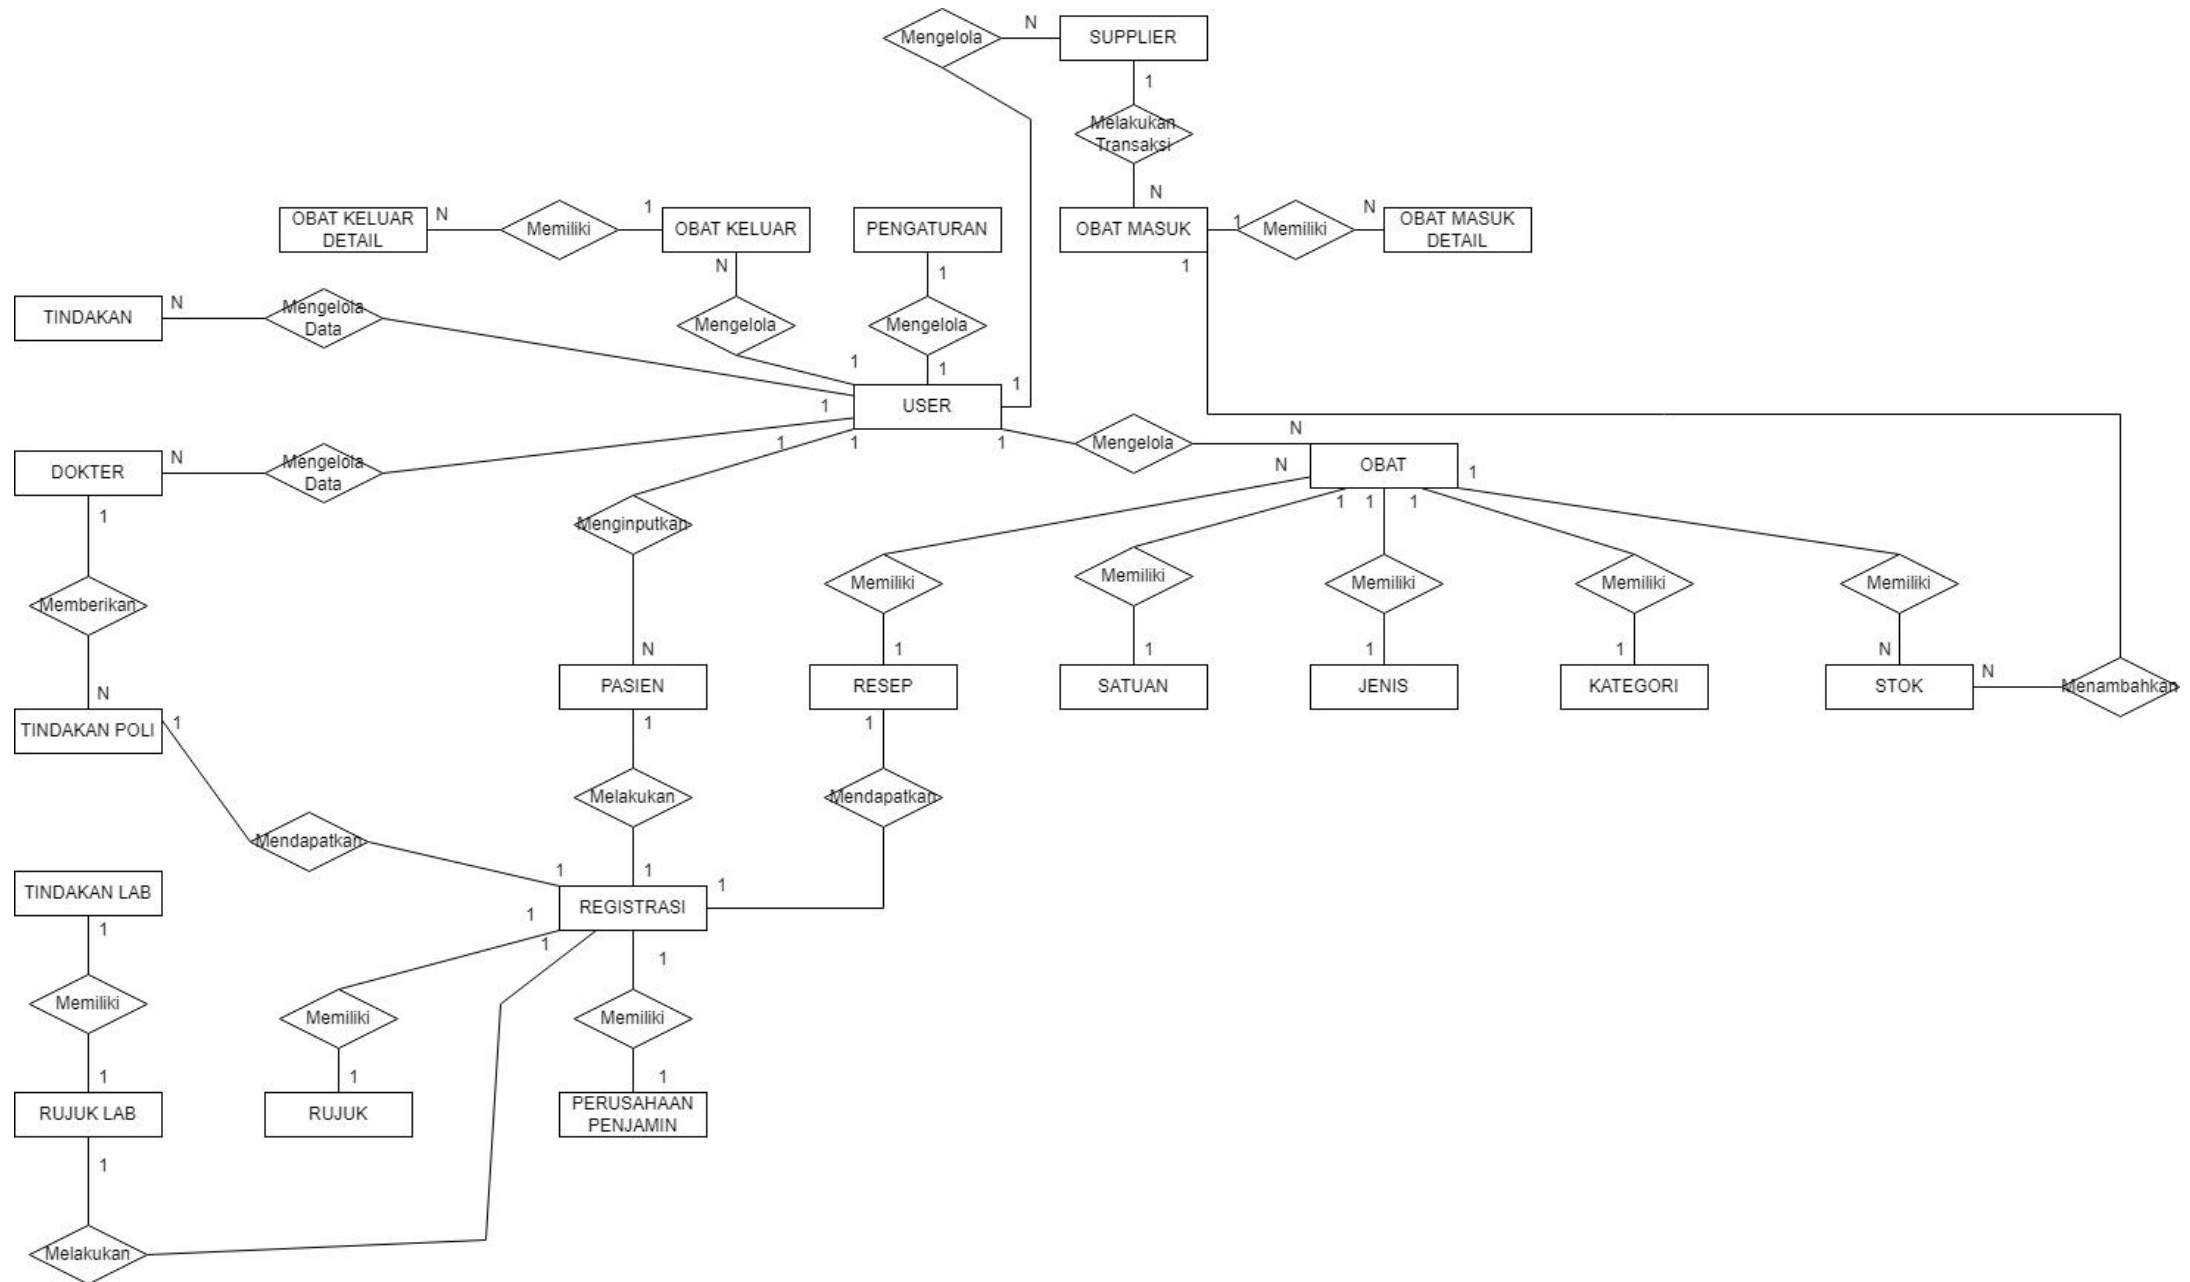 Mengelola
N
SUPPLIER
1
Melakukan
Transaksi
N
OBAT KELUAR
DETAIL
N
Memiliki
1
OBAT KELUAR
PENGATURAN
OBAT MASUK
1
Memiliki
N
OBAT MASUK
DETAIL
N
1
1
TINDAKAN
N
Mengelola
Data
Mengelola
Mengelola
1
1
1
USER
1
1
1
1
Mengelola
N
DOKTER
N
Mengelola
Data
N
OBAT
1
1
1
1
1
Menginputkan
Memberikan
Memiliki
Memiliki
Memiliki
Memiliki
Memiliki
N
1
1
1
1
N
N
PASIEN
RESEP
SATUAN
JENIS
KATEGORI
STOK
Menambahkan
N
TINDAKAN POLI
1
1
1
Melakukan
Mendapatkan
Mendapatkan
1
1
1
TINDAKAN LAB
REGISTRASI
1
1
1
1
Memiliki
Memiliki
Memiliki
1
1
1
RUJUK LAB
RUJUK
PERUSAHAAN
PENJAMIN
1
Melakukan